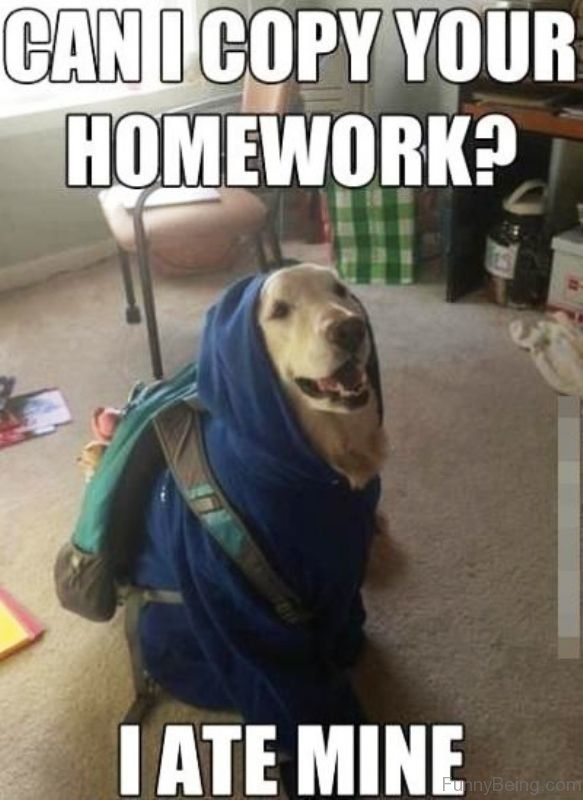 CAN I COPY YOUR
HOMEWORK?
I ATE MINE
FunnyBeing.com